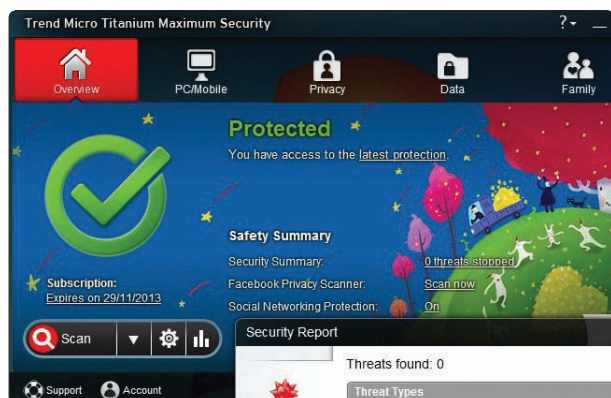 Trend Micro Titanium Maximum Security
?
Overview
PC/Mobile
Privacy
Data
Family
Protected
You have access to the latest protection.
Safety Summary
Security Summary: 0 threats stopped
Facebook Privacy Scanner: Scan now
Social Networking Protection: On
Subscription:
Expires on 29/11/2013
Scan
Security Report
Threats found: 0
Threat Types
Support
Account